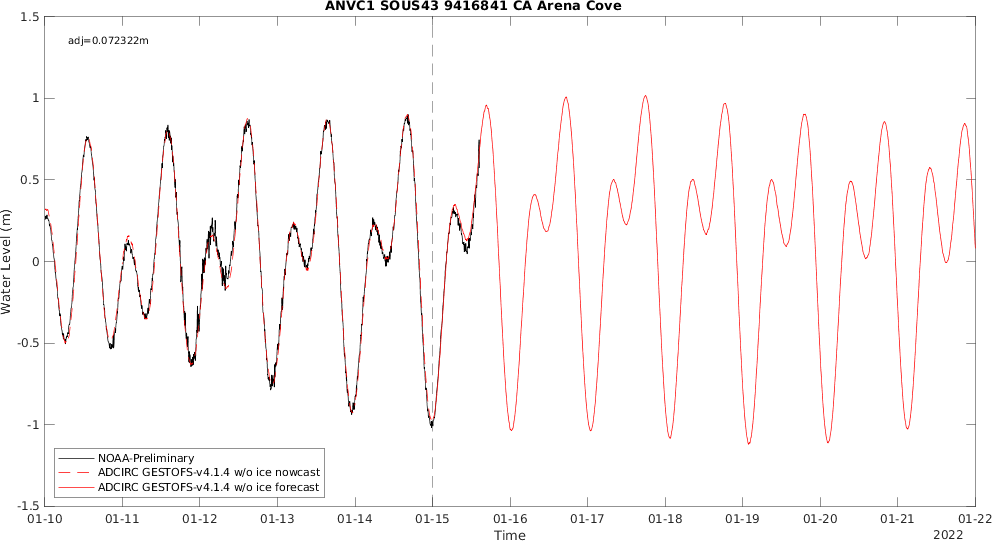 ANVC1 SOUS43 9416841 CA Arena Cove
adj=0.072322m
1.5
1
0.5
0
-0.5
-1
-1.5
Water Level (m)
NOAA-Preliminary
ADCIRC GESTOFS-v4.1.4 w/o ice nowcast
ADCIRC GESTOFS-v4.1.4 w/o ice forecast
01-10 01-11 01-12 01-13 01-14 01-15 01-16 01-17 01-18 01-19 01-20 01-21 01-22
Time
2022